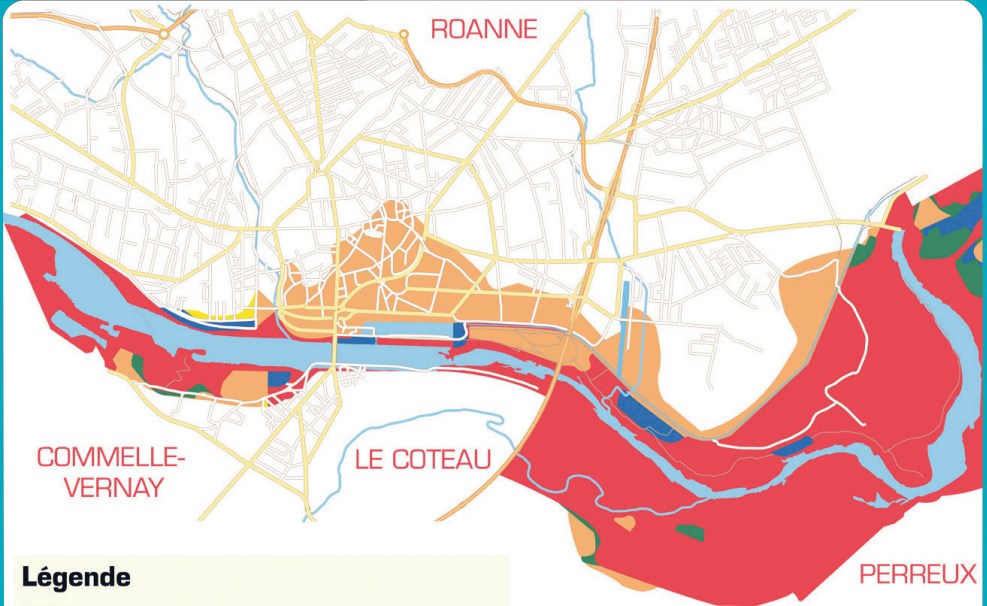 ROANNE
COMMELLE-
VERNAY
LE COTEAU
PERREUX
Légende